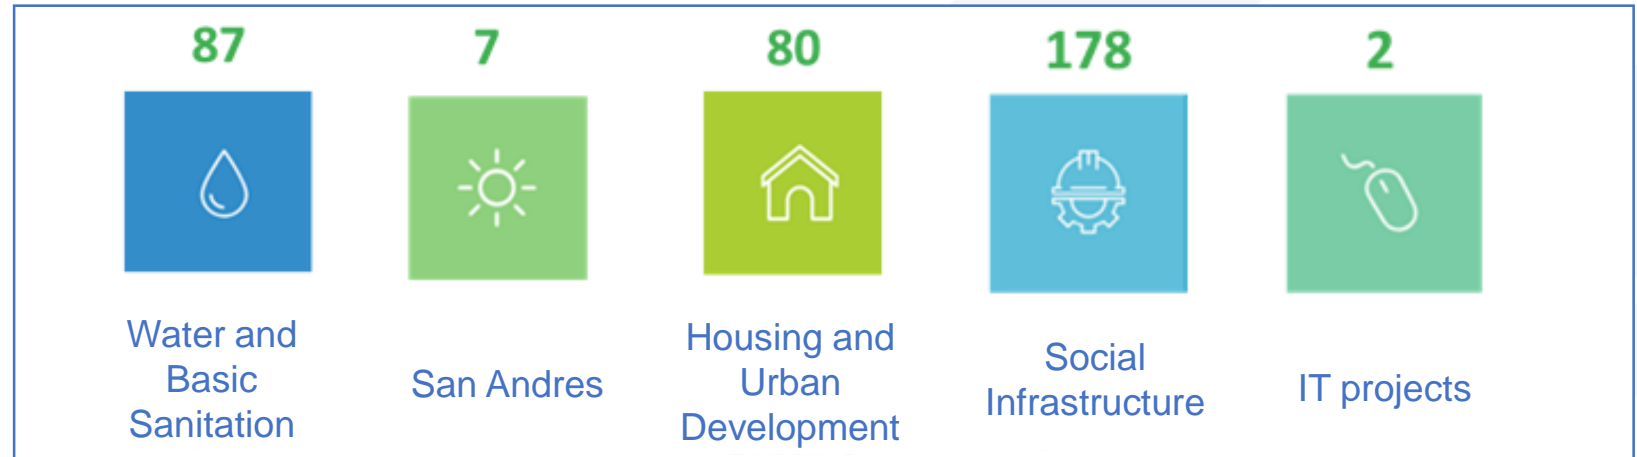 87
7
80
178
2
Water and
Basic
Sanitation
San Andres
Housing and
Urban
Development
Social
Infrastructure
IT projects